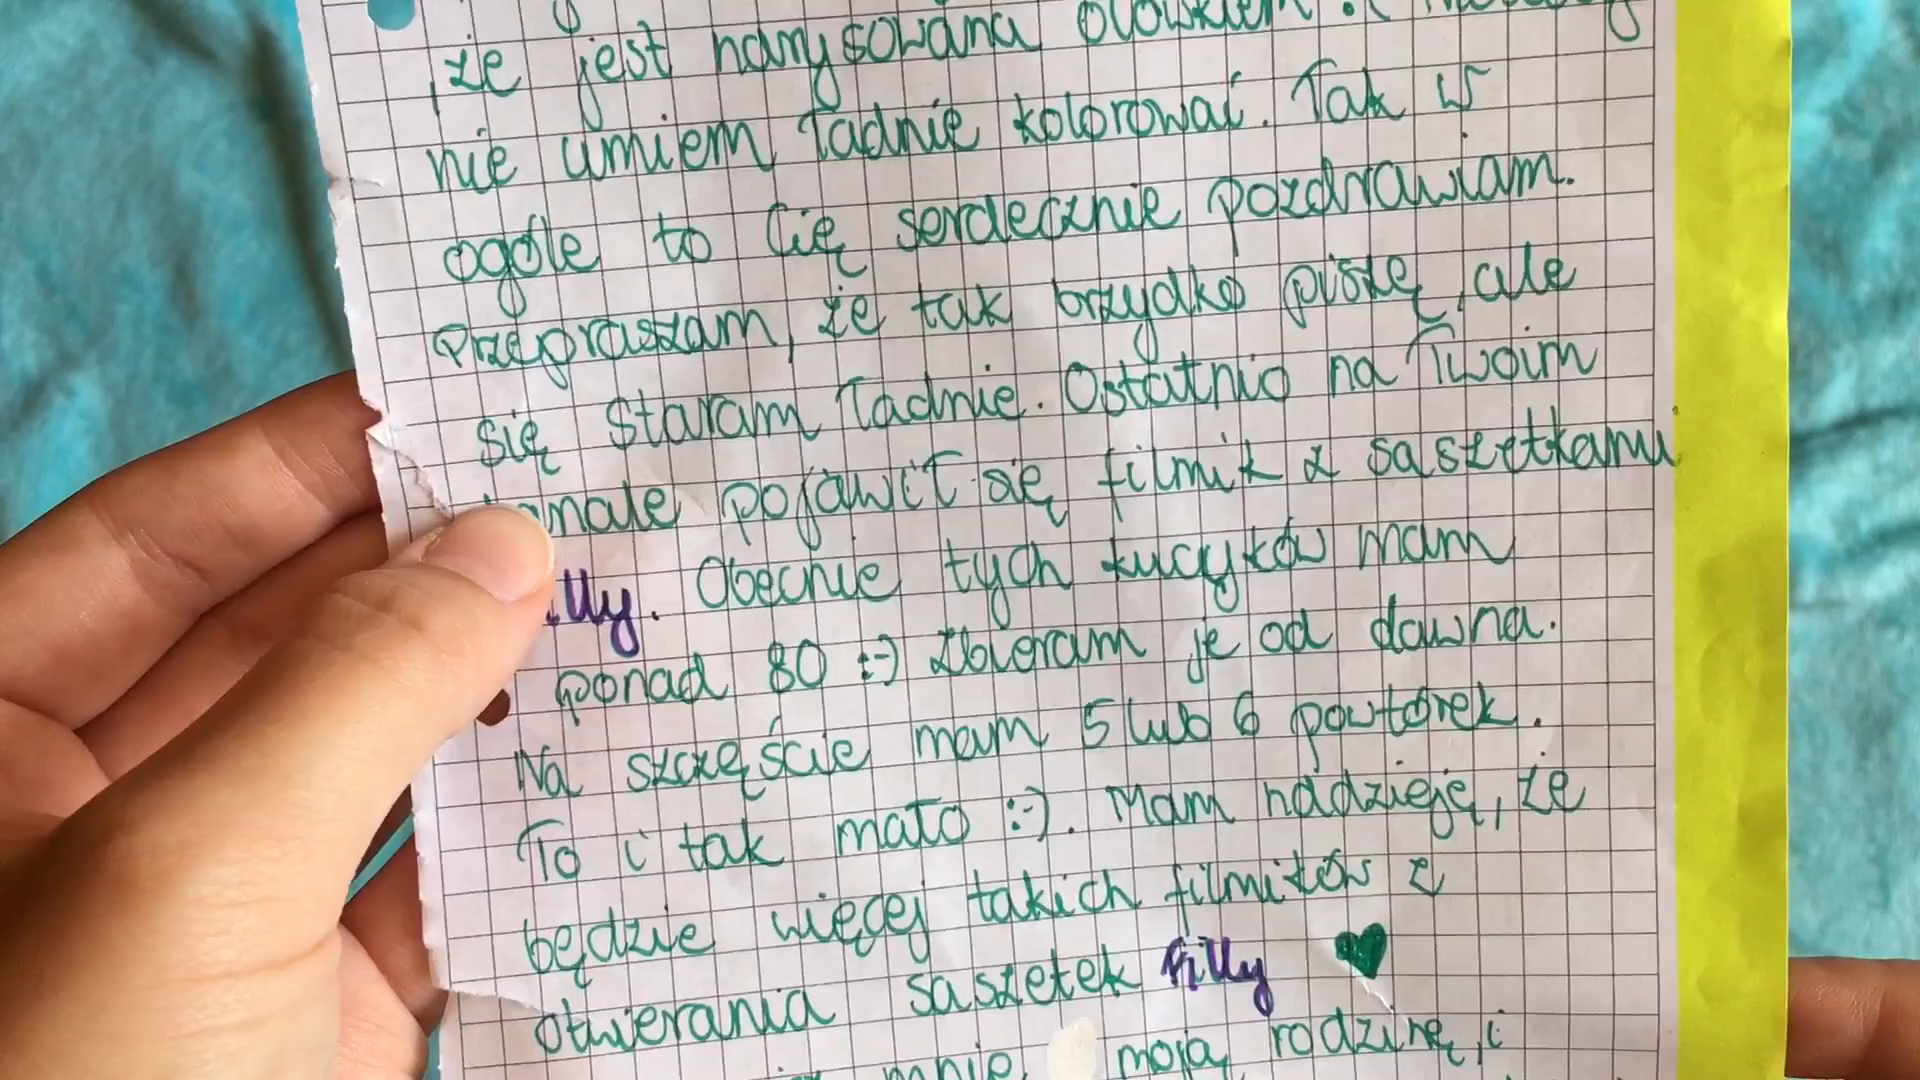 ,że jest narysowana ołówkiem :(
nie umiem ładnie kolorować. Tak w
ogóle to Cię serdecznie pozdrawiam.
Przepraszam, że tak brzydko piszę, ale
się staram ładnie. Ostatnio na Twoim
kanale pojawił się filmik z saszetkami
filly. Obecnie tych kucyków mam
ponad 80 :-) Zbieram je od dawna.
Na szczęście mam 5 lub 6 powtórek.
To i tak mało :-). Mam nadzieję, że
będzie więcej takich filmików z
otwierania saszetek filly ♥
mnie moją rodzinę, i